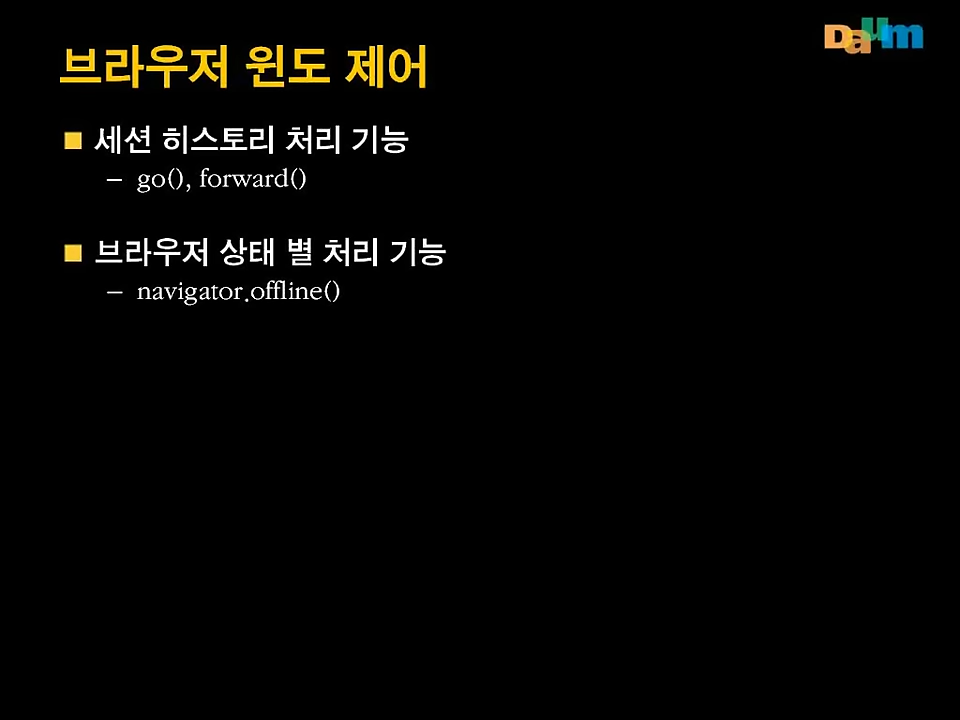 브라우저 윈도 제어
Daum
세션 히스토리 처리 기능
– go(), forward()
브라우저 상태 별 처리 기능
– navigator.offline()